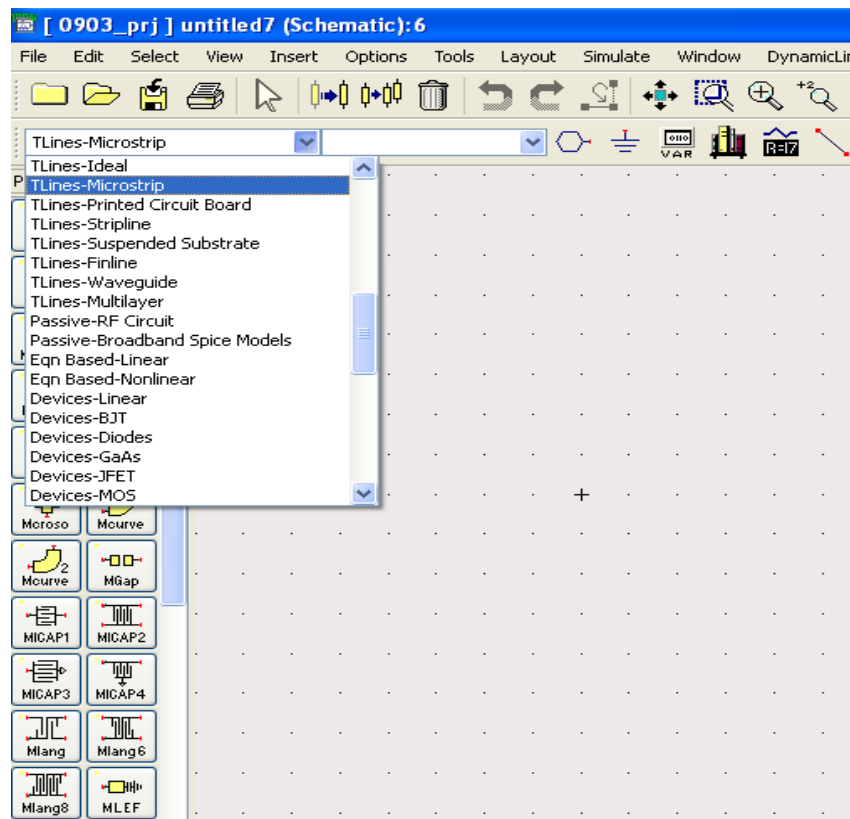 [ 0903_prj ] untitled7 (Schematic):6
File Edit Select View Insert Options Tools Layout Simulate Window DynamicLi
+2
TLines-Microstrip
VAR
R=17
P
TLines-Ideal
TLines-Microstrip
TLines-Printed Circuit Board
TLines-Stripline
TLines-Suspended Substrate
TLines-Finline
TLines-Waveguide
TLines-Multilayer
Passive-RF Circuit
Passive-Broadband Spice Models
Eqn Based-Linear
Eqn Based-Nonlinear
Devices-Linear
Devices-BJT
Devices-Diodes
Devices-GaAs
Devices-JFET
Devices-MOS
Mcroso Mcurve
2
Mcurve MGap
MICAP1 MICAP2
MICAP3 MICAP4
Mlang Mlang6
Mlang8 MLEF